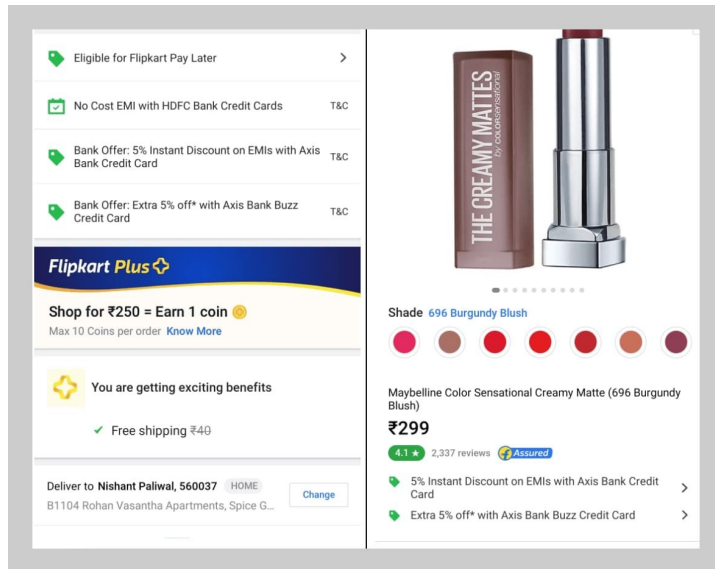 Eligible for Flipkart Pay Later
No Cost EMI with HDFC Bank Credit Cards T&C
Bank Offer: 5% Instant Discount on EMIs with Axis
Bank Credit Card T&C
Bank Offer: Extra 5% off* with Axis Bank Buzz
Credit Card T&C
Flipkart Plus
Shop for ₹250 = Earn 1 coin
Max 10 Coins per order Know More
You are getting exciting benefits
✔ Free shipping ₹40
Deliver to Nishant Paliwal, 560037 HOME
B1104 Rohan Vasantha Apartments, Spice G...
Change
THE CREAMY MATTES
by COLORsensational
Shade 696 Burgundy Blush
Maybelline Color Sensational Creamy Matte (696 Burgundy
Blush)
₹299
4.1 ★ 2,337 reviews f Assured
5% Instant Discount on EMIs with Axis Bank Credit
Card
Extra 5% off* with Axis Bank Buzz Credit Card